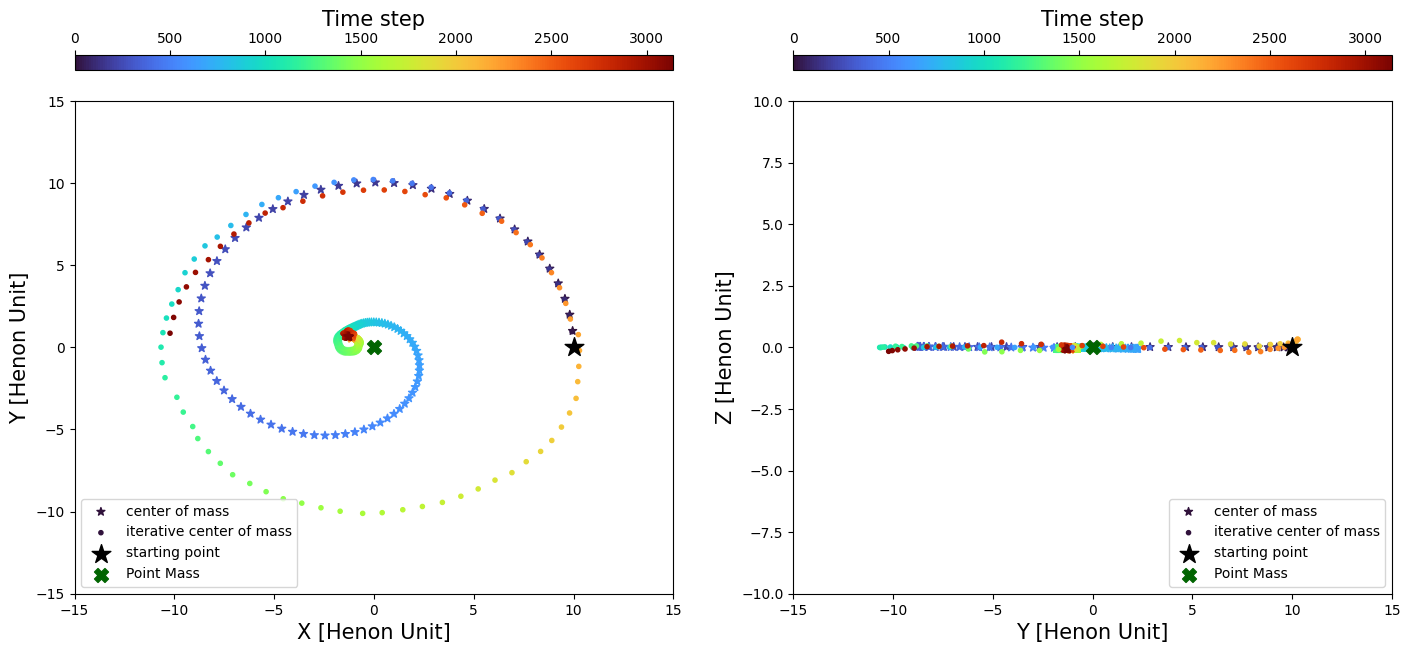 Time step
0 500 1000 1500 2000 2500 3000
15
10
5
0
−5
−10
−15
Y [Henon Unit]
center of mass
iterative center of mass
starting point
Point Mass
−15 −10 −5 0 5 10 15
X [Henon Unit]
Time step
0 500 1000 1500 2000 2500 3000
10.0
7.5
5.0
2.5
0.0
−2.5
−5.0
−7.5
−10.0
Z [Henon Unit]
center of mass
iterative center of mass
starting point
Point Mass
−15 −10 −5 0 5 10 15
Y [Henon Unit]